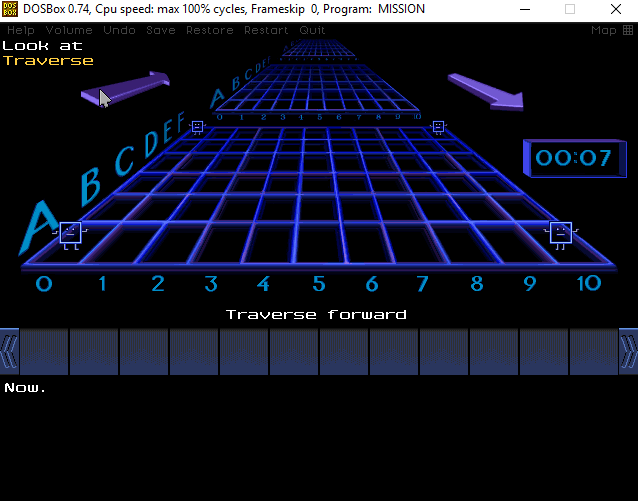 DOS BOX DOSBox 0.74, Cpu speed: max 100% cycles, Frameskip 0, Program: MISSION
Help Volume Undo Save Restore Restart Quit Map
Look at
Traverse
A B C D E F
0 1 2 3 4 5 6 7 8 9 10
A B C D E F
00:07
0 1 2 3 4 5 6 7 8 9 10
Traverse forward
Now.